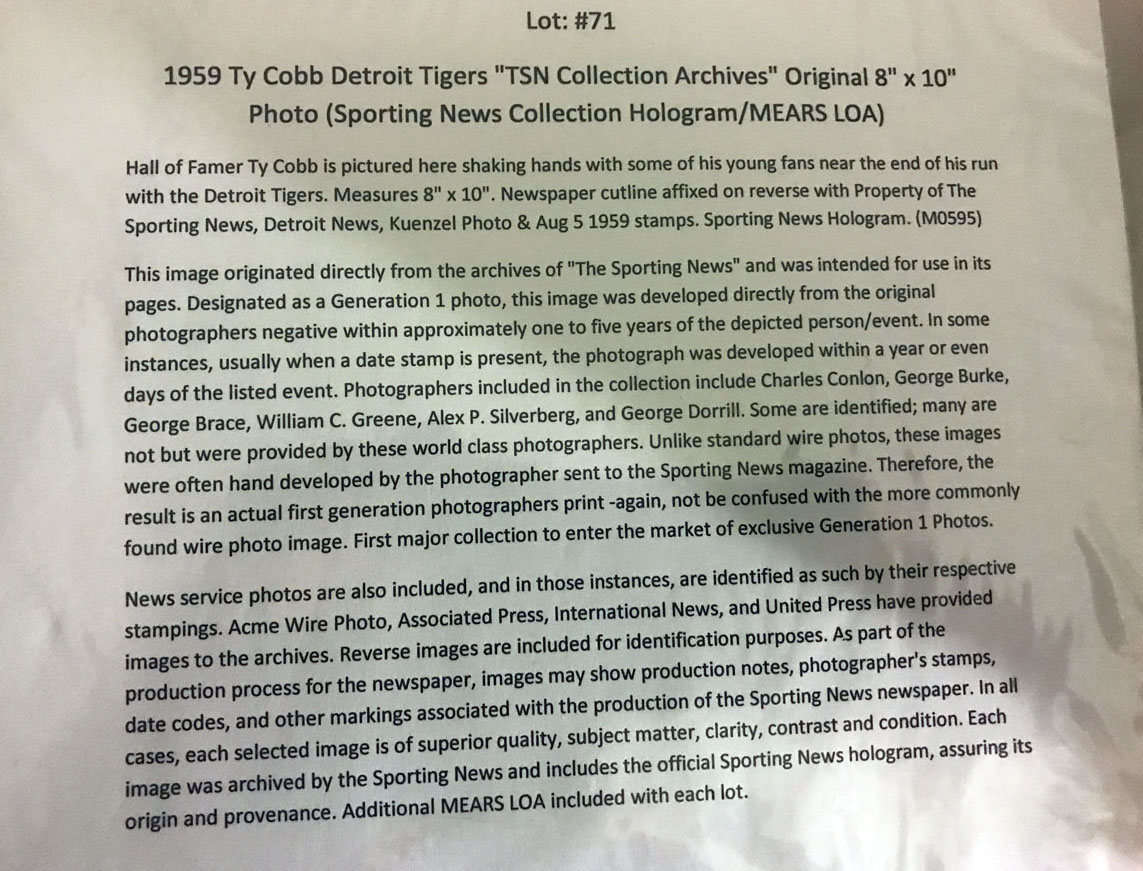 Lot: #71
1959 Ty Cobb Detroit Tigers "TSN Collection Archives" Original 8" x 10"
Photo (Sporting News Collection Hologram/MEARS LOA)
Hall of Famer Ty Cobb is pictured here shaking hands with some of his young fans near the end of his run
with the Detroit Tigers. Measures 8" x 10". Newspaper cutline affixed on reverse with Property of The
Sporting News, Detroit News, Kuenzel Photo & Aug 5 1959 stamps. Sporting News Hologram. (M0595)
This image originated directly from the archives of "The Sporting News" and was intended for use in its
pages. Designated as a Generation 1 photo, this image was developed directly from the original
photographers negative within approximately one to five years of the depicted person/event. In some
instances, usually when a date stamp is present, the photograph was developed within a year or even
days of the listed event. Photographers included in the collection include Charles Conlon, George Burke,
George Brace, William C. Greene, Alex P. Silverberg, and George Dorrill. Some are identified; many are
not but were provided by these world class photographers. Unlike standard wire photos, these images
were often hand developed by the photographer sent to the Sporting News magazine. Therefore, the
result is an actual first generation photographers print -again, not be confused with the more commonly
found wire photo image. First major collection to enter the market of exclusive Generation 1 Photos.
News service photos are also included, and in those instances, are identified as such by their respective
stampings. Acme Wire Photo, Associated Press, International News, and United Press have provided
images to the archives. Reverse images are included for identification purposes. As part of the
production process for the newspaper, images may show production notes, photographer's stamps,
date codes, and other markings associated with the production of the Sporting News newspaper. In all
cases, each selected image is of superior quality, subject matter, clarity, contrast and condition. Each
image was archived by the Sporting News and includes the official Sporting News hologram, assuring its
origin and provenance. Additional MEARS LOA included with each lot.